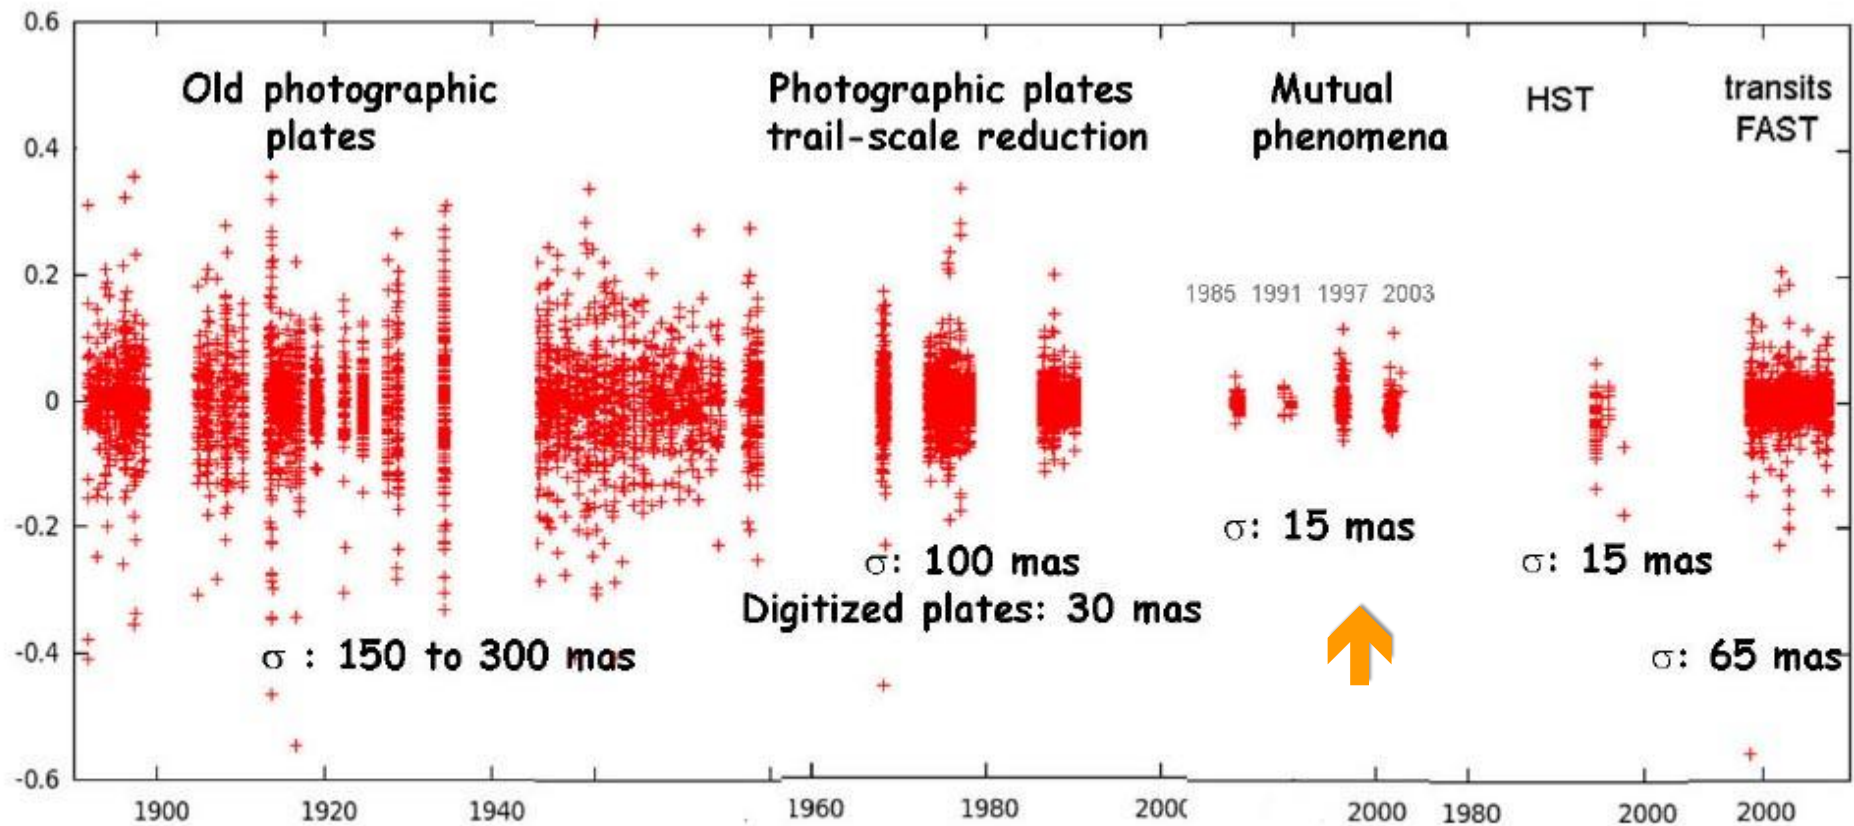 0.6
0.4
0.2
0
-0.2
-0.4
-0.6
Old photographic
plates
Photographic plates
trail-scale reduction
Mutual
phenomena
HST
transits
FAST
1985 1991 1997 2003
σ: 15 mas
σ: 100 mas
σ: 15 mas
Digitized plates: 30 mas
σ : 150 to 300 mas
σ: 65 mas
1900 1920 1940 1960 1980 2000 2000 1980 2000 2000